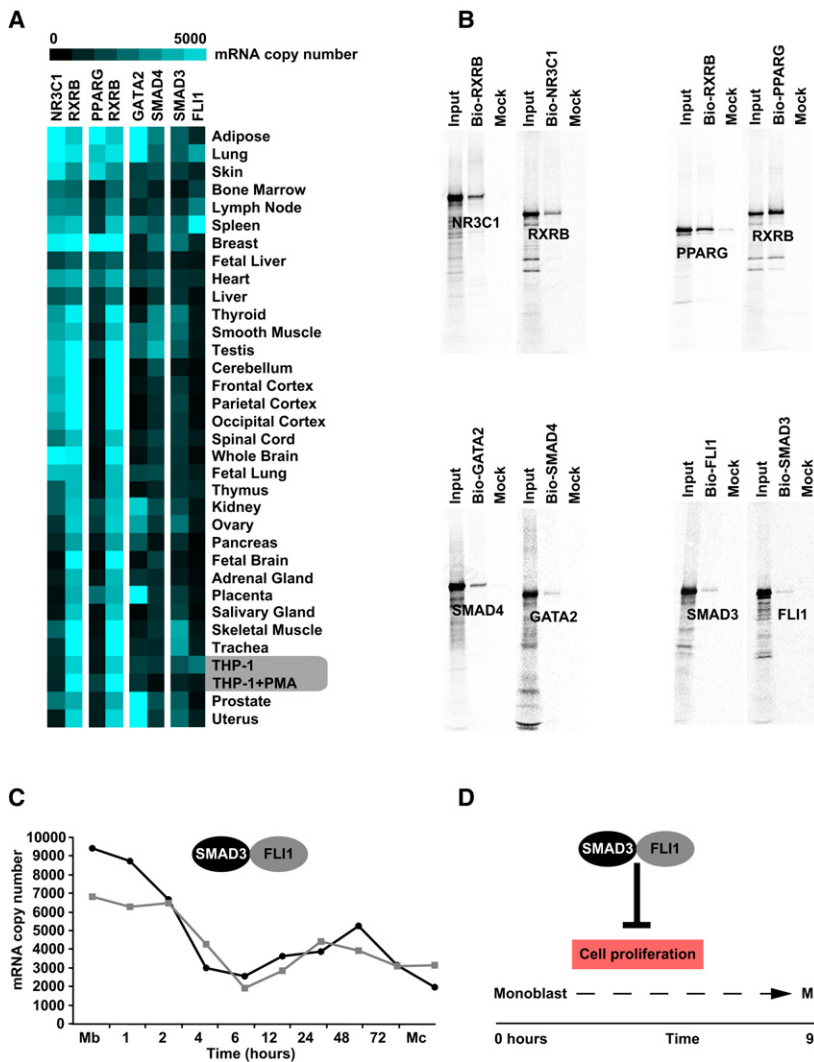 A
0 5000
mRNA copy number
NR3C1 RXRB PPARG RXRB GATA2 SMAD4 SMAD3 FLI1
Adipose
Lung
Skin
Bone Marrow
Lymph Node
Spleen
Breast
Fetal Liver
Heart
Liver
Thyroid
Smooth Muscle
Testis
Cerebellum
Frontal Cortex
Parietal Cortex
Occipital Cortex
Spinal Cord
Whole Brain
Fetal Lung
Thymus
Kidney
Ovary
Pancreas
Fetal Brain
Adrenal Gland
Placenta
Salivary Gland
Skeletal Muscle
Trachea
THP-1
THP-1+PMA
Prostate
Uterus
B
Input Bio-RXRB Mock Input Bio-NR3C1 Mock
NR3C1 RXRB
Input Bio-RXRB Mock Input Bio-PPARG Mock
PPARG RXRB
Input Bio-GATA2 Mock Input Bio-SMAD4 Mock
SMAD4 GATA2
Input Bio-FLI1 Mock Input Bio-SMAD3 Mock
SMAD3 FLI1
C
mRNA copy number
10000
9000
8000
7000
6000
5000
4000
3000
2000
1000
0
SMAD3 FLI1
Mb 1 2 4 6 12 24 48 72 Mc
Time (hours)
D
SMAD3 FLI1
Cell proliferation
Monoblast M
0 hours Time 9